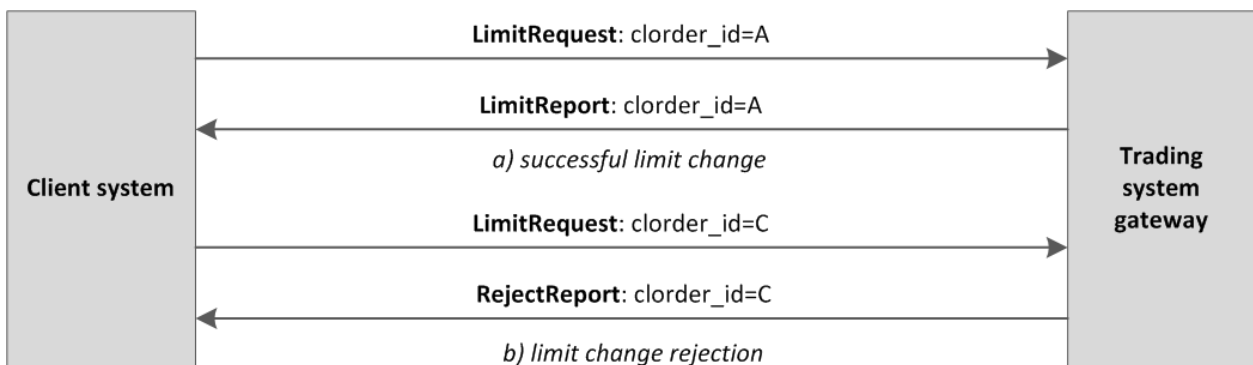 LimitRequest: clorder_id=A
LimitReport: clorder_id=A
a) successful limit change
Client system
Trading
system
gateway
LimitRequest: clorder_id=C
RejectReport: clorder_id=C
b) limit change rejection